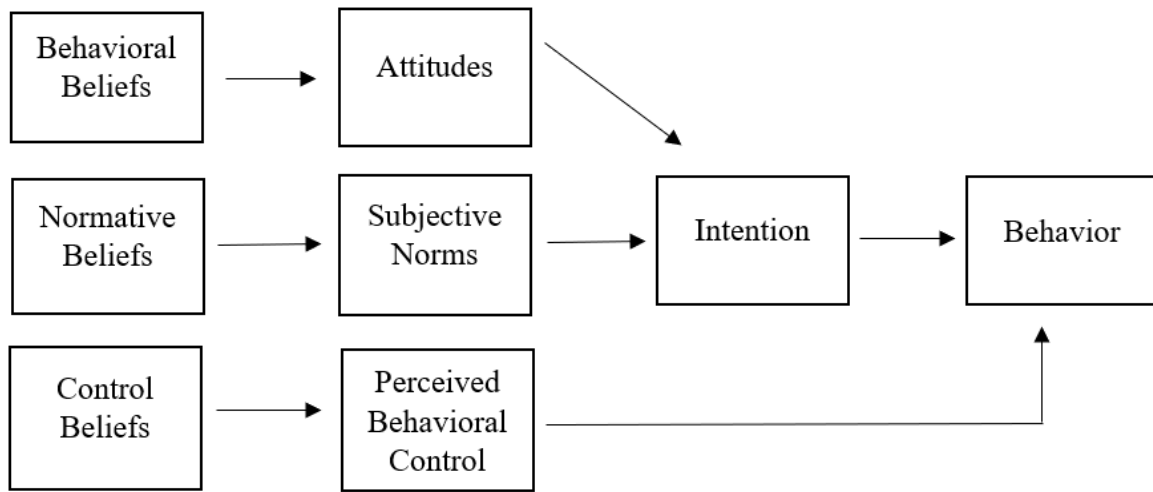 Behavioral
Beliefs
Attitudes
Normative
Beliefs
Subjective
Norms
Intention
Behavior
Control
Beliefs
Perceived
Behavioral
Control